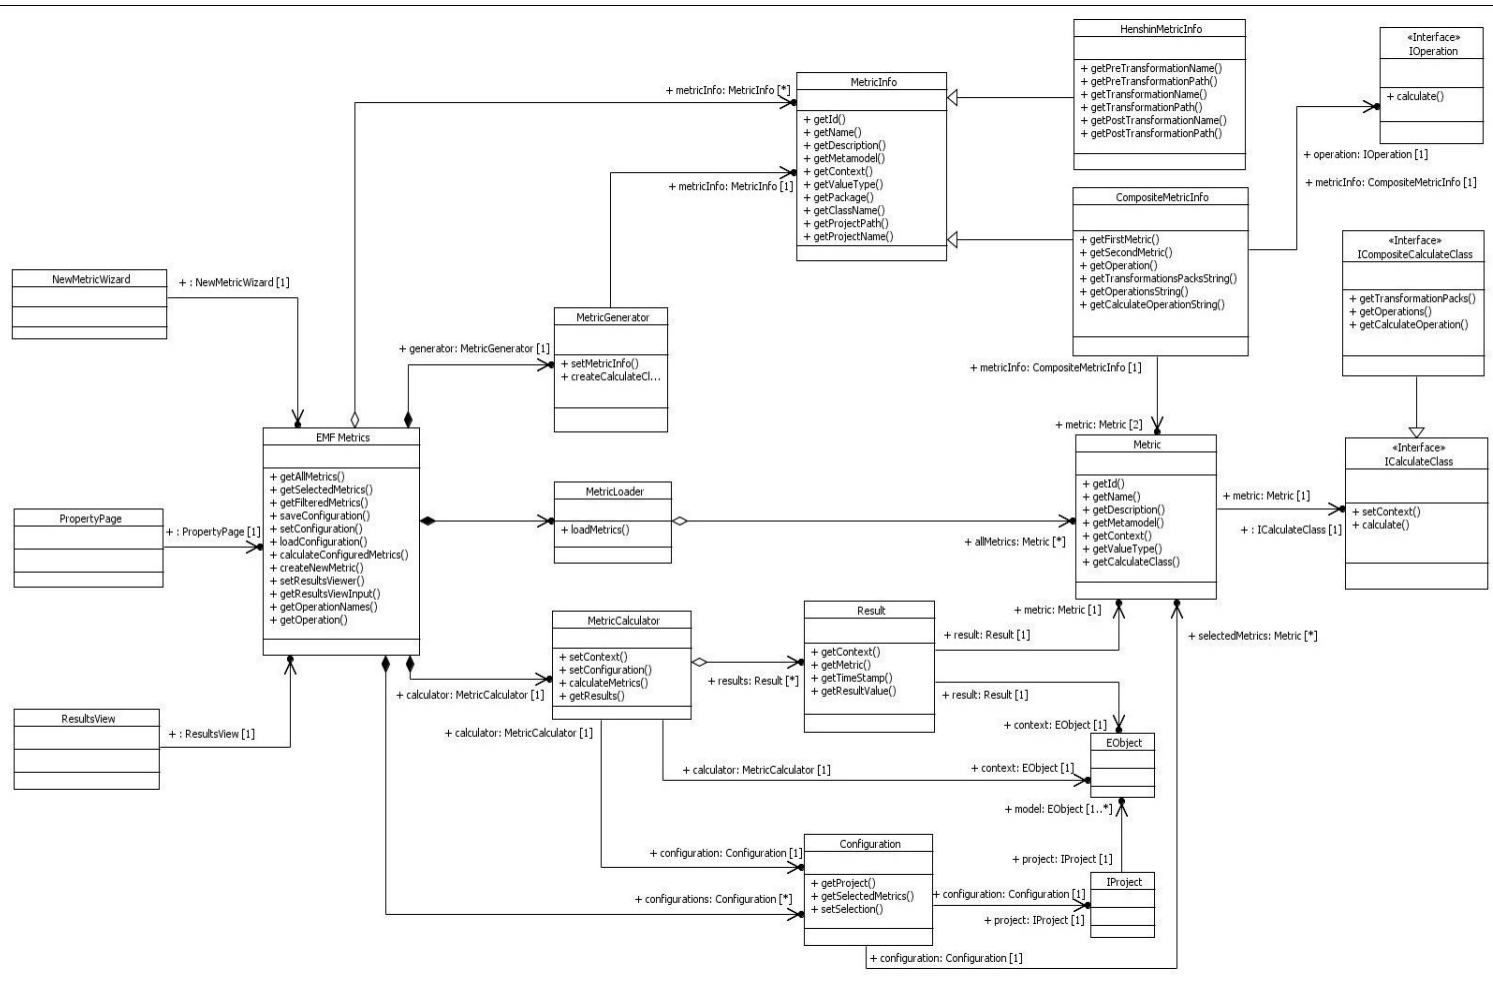 HenshinMetricInfo
+ getPreTransformationName()
+ getPreTransformationPath()
+ getTransformationName()
+ getTransformationPath()
+ getPostTransformationName()
+ getPostTransformationPath()
«Interface»
IOperation
+ calculate()
+ operation: IOperation [1]
+ metricInfo: CompositeMetricInfo [1]
MetricInfo
+ getId()
+ getName()
+ getDescription()
+ getMetamodel()
+ getContext()
+ getValueType()
+ getPackage()
+ getClassName()
+ getProjectPath()
+ getProjectName()
+ metricInfo: MetricInfo [*]
+ metricInfo: MetricInfo [1]
CompositeMetricInfo
+ getFirstMetric()
+ getSecondMetric()
+ getOperation()
+ getTransformationsPacksString()
+ getOperationsString()
+ getCalculateOperationString()
«Interface»
ICompositeCalculateClass
+ getTransformationPacks()
+ getOperations()
+ getCalculateOperation()
NewMetricWizard
+ : NewMetricWizard [1]
MetricGenerator
+ setMetricInfo()
+ createCalculateCl...
+ generator: MetricGenerator [1]
+ metricInfo: CompositeMetricInfo [1]
+ metric: Metric [2]
EMF Metrics
+ getAllMetrics()
+ getSelectedMetrics()
+ getFilteredMetrics()
+ saveConfiguration()
+ setConfiguration()
+ loadConfiguration()
+ calculateConfiguredMetrics()
+ createNewMetric()
+ setResultsViewer()
+ getResultsViewInput()
+ getOperationNames()
+ getOperation()
Metric
+ getId()
+ getName()
+ getDescription()
+ getMetamodel()
+ getContext()
+ getValueType()
+ getCalculateClass()
«Interface»
ICalculateClass
+ setContext()
+ calculate()
+ metric: Metric [1]
+ : ICalculateClass [1]
MetricLoader
+ loadMetrics()
+ allMetrics: Metric [*]
PropertyPage
+ : PropertyPage [1]
MetricCalculator
+ setContext()
+ setConfiguration()
+ calculateMetrics()
+ getResults()
+ calculator: MetricCalculator [1]
+ calculator: MetricCalculator [1]
+ results: Result [*]
Result
+ getContext()
+ getMetric()
+ getTimeStamp()
+ getResultValue()
+ metric: Metric [1]
+ result: Result [1]
+ selectedMetrics: Metric [*]
+ result: Result [1]
+ context: EObject [1]
ResultsView
+ : ResultsView [1]
EObject
+ calculator: MetricCalculator [1]
+ context: EObject [1]
+ model: EObject [1..*]
Configuration
+ getProject()
+ getSelectedMetrics()
+ setSelection()
+ configuration: Configuration [1]
+ configurations: Configuration [*]
+ project: IProject [1]
IProject
+ configuration: Configuration [1]
+ project: IProject [1]
+ configuration: Configuration [1]